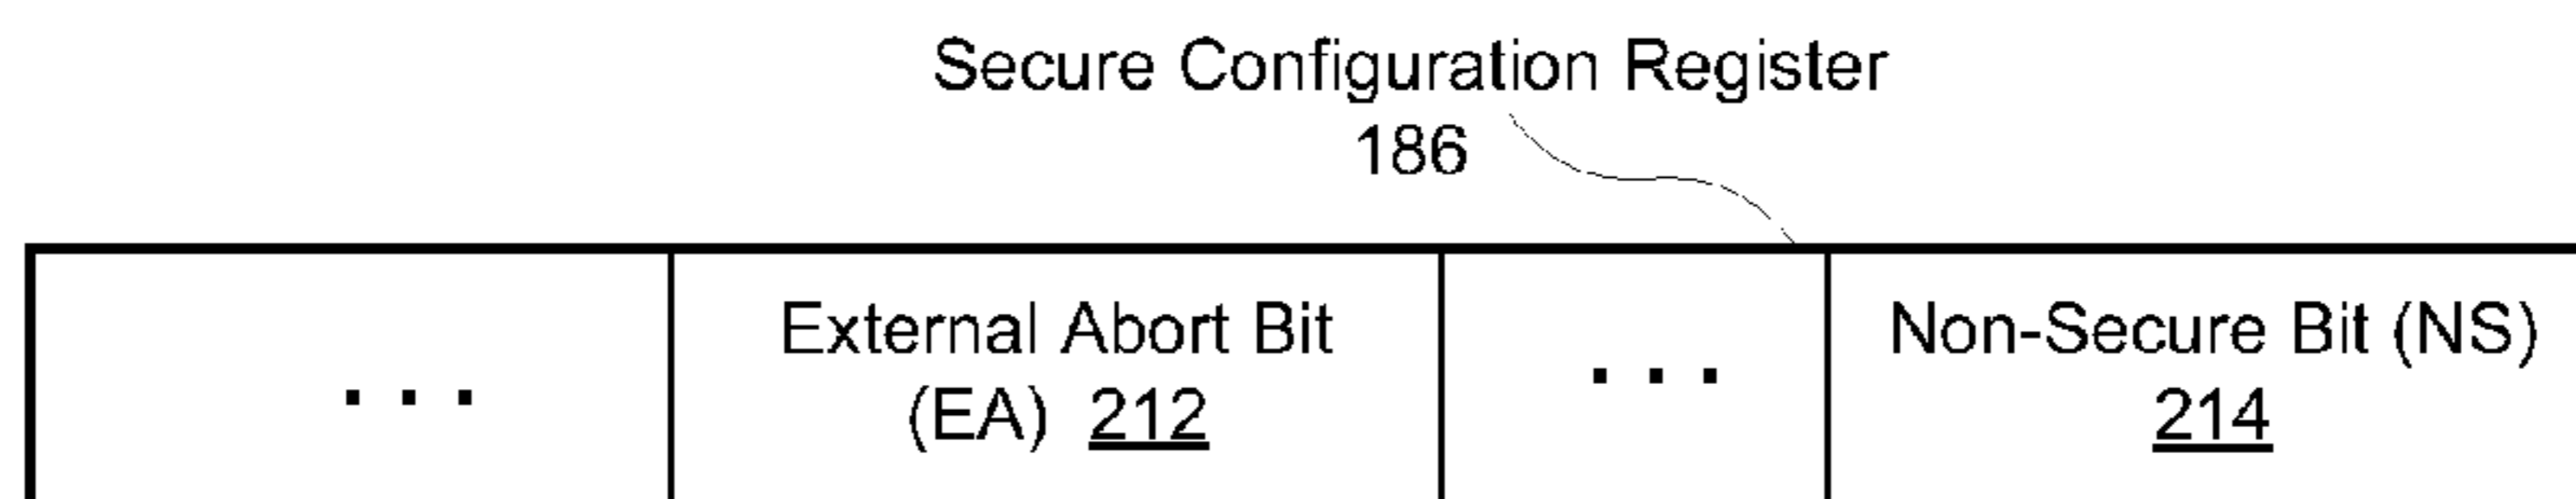 Secure Configuration Register
186
. . .
External Abort Bit
(EA) 212
. . .
Non-Secure Bit (NS)
214